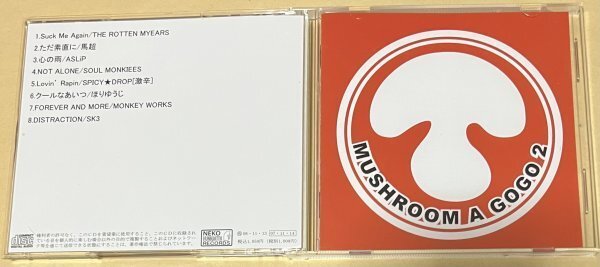 1.Suck Me Again/THE ROTTEN MYEARS
2.ただ素直に/馬超
3.心の雨/ASLiP
4.NOT ALONE/SOUL MONKIEES
5.Lovin' Rapin/SPICY★DROP[激辛]
6.クールなあいつ/ほりゆうじ
7.FOREVER AND MORE/MONKEY WORKS
8.DISTRACTION/SK3
MUSHROOM A GOGO 2
NEKO
RECORDS